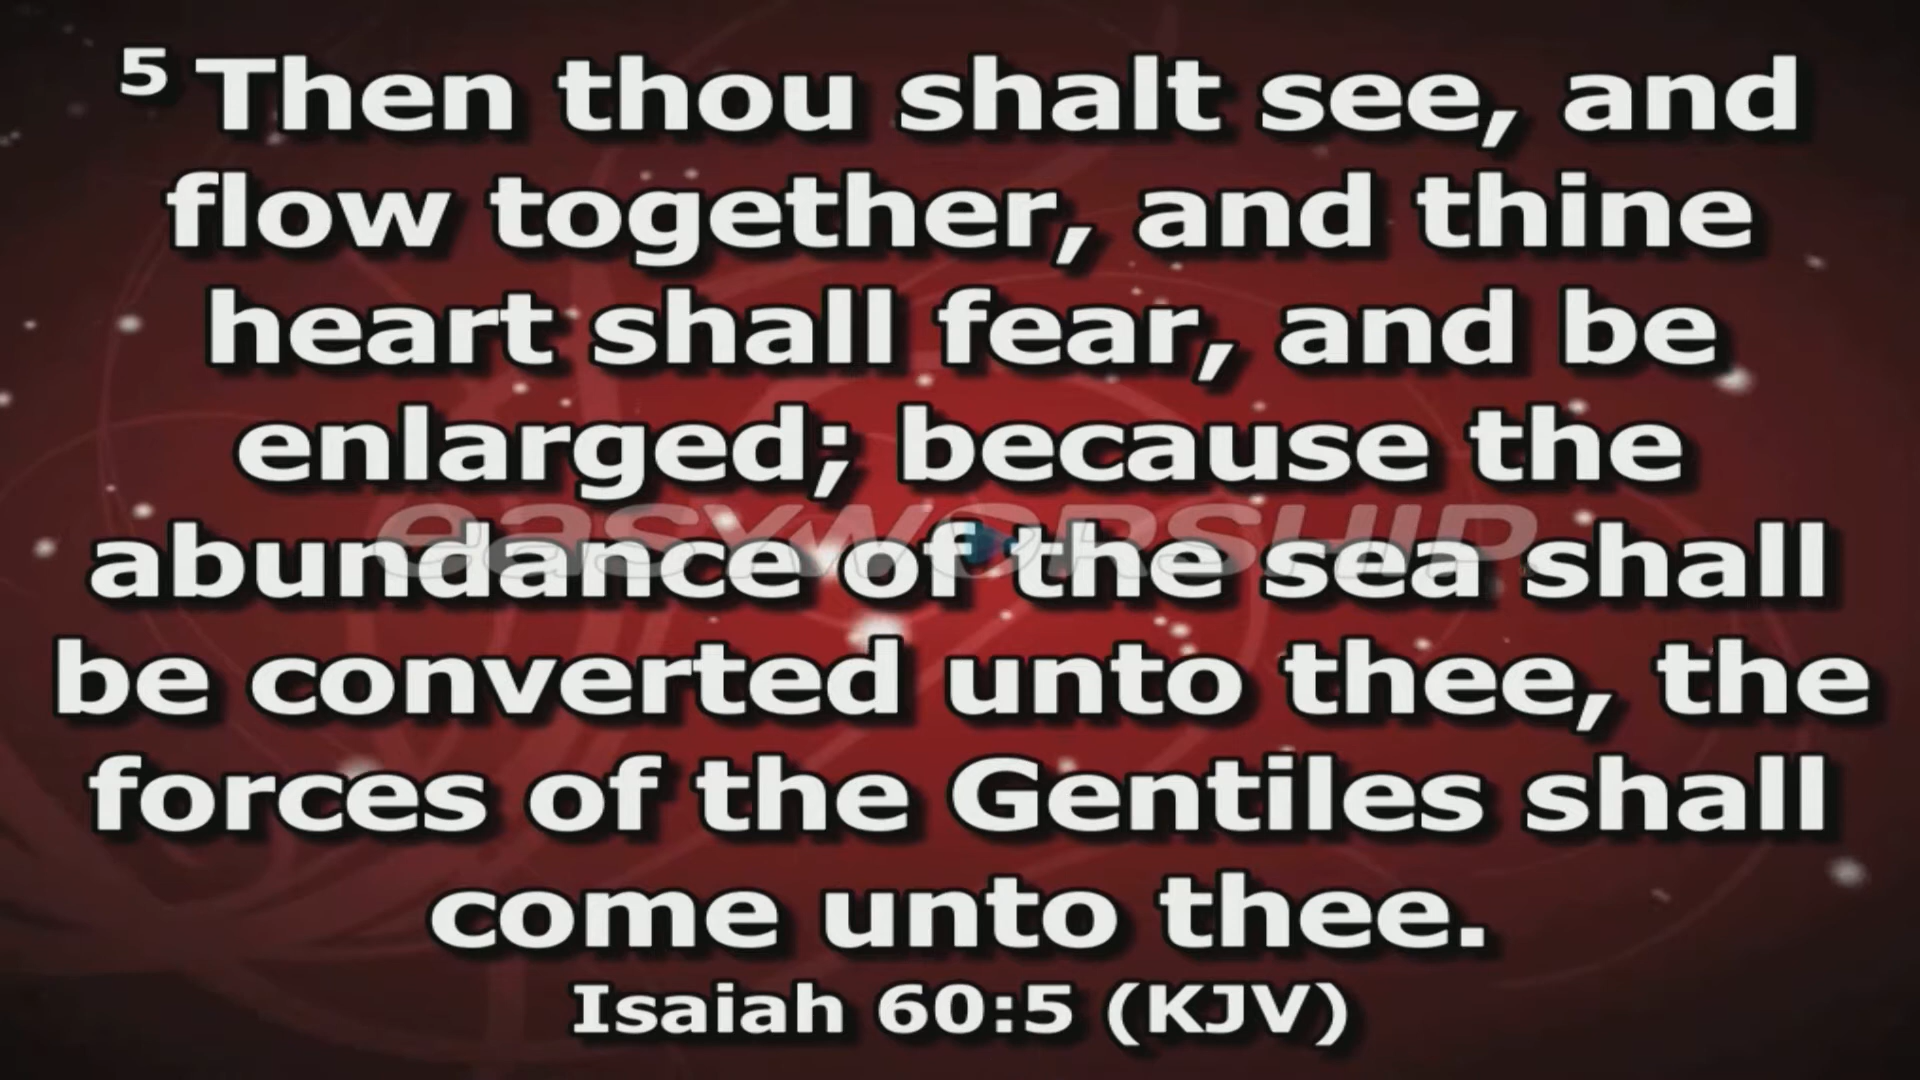 5 Then thou shalt see, and
flow together, and thine
heart shall fear, and be
enlarged; because the
easyworship
abundance of the sea shall
be converted unto thee, the
forces of the Gentiles shall
come unto thee.
Isaiah 60:5 (KJV)